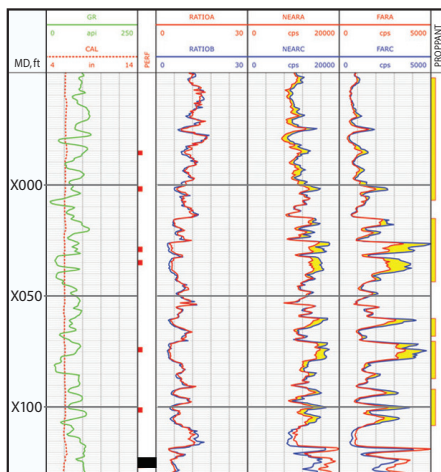 GR
0 api 250
CAL
4 in 14
PERF
RATIOA
0 30
RATIOB
0 30
NEARA
0 cps 20000
NEARC
0 cps 20000
FARA
0 cps 5000
FARC
0 cps 5000
PROPPANT
MD, ft
X000
X050
X100